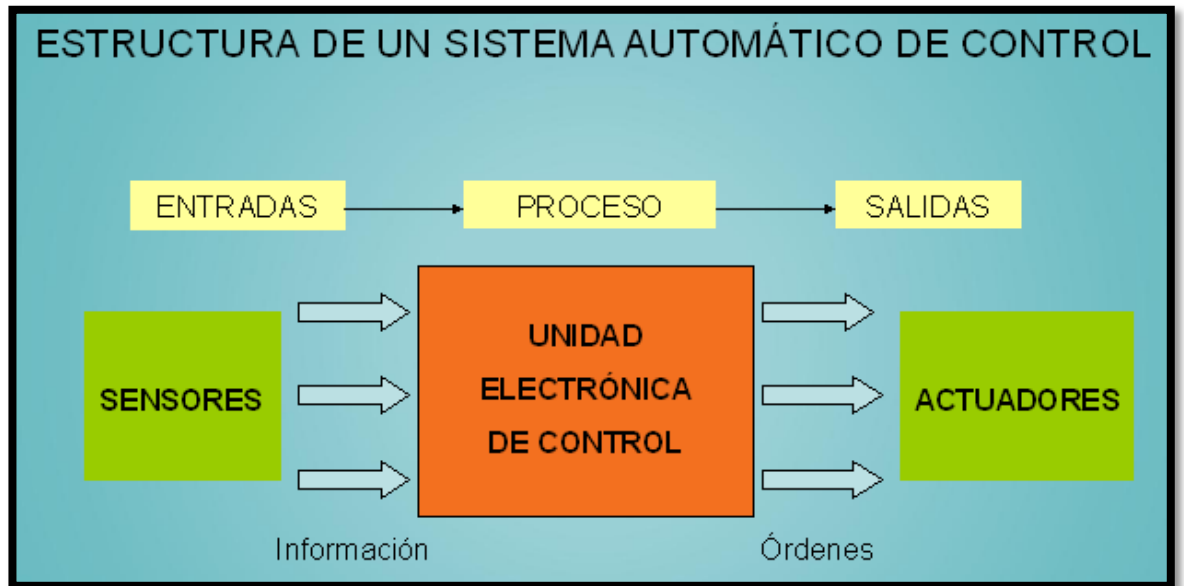 ESTRUCTURA DE UN SISTEMA AUTOMÁTICO DE CONTROL
ENTRADAS
PROCESO
SALIDAS
SENSORES
UNIDAD
ELECTRÓNICA
DE CONTROL
ACTUADORES
Información
Órdenes